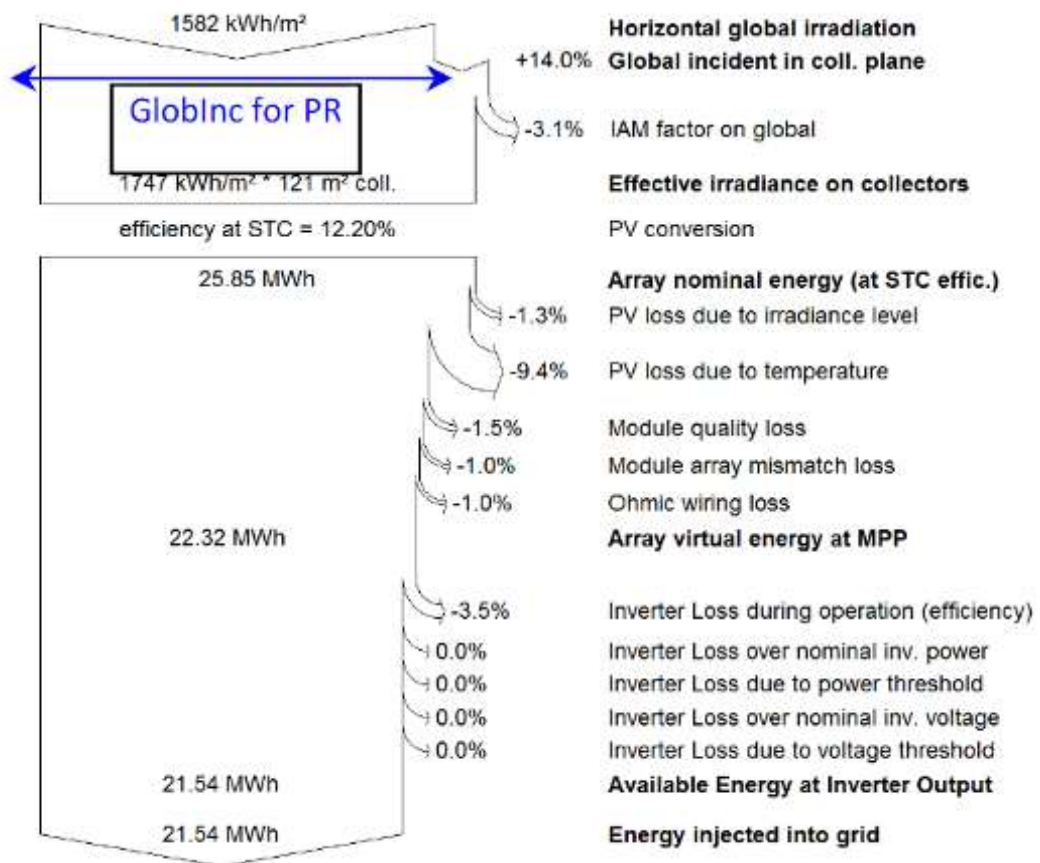 1582 kWh/m² Horizontal global irradiation
+14.0% Global incident in coll. plane
GlobInc for PR
-3.1% IAM factor on global
1747 kWh/m² * 121 m² coll. Effective irradiance on collectors
efficiency at STC = 12.20% PV conversion
25.85 MWh Array nominal energy (at STC effic.)
-1.3% PV loss due to irradiance level
-9.4% PV loss due to temperature
-1.5% Module quality loss
-1.0% Module array mismatch loss
-1.0% Ohmic wiring loss
22.32 MWh Array virtual energy at MPP
-3.5% Inverter Loss during operation (efficiency)
0.0% Inverter Loss over nominal inv. power
0.0% Inverter Loss due to power threshold
0.0% Inverter Loss over nominal inv. voltage
0.0% Inverter Loss due to voltage threshold
21.54 MWh Available Energy at Inverter Output
21.54 MWh Energy injected into grid